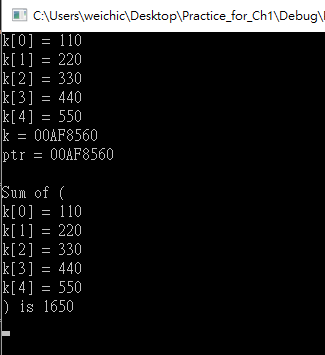 C:\Users\weichic\Desktop\Practice_for_Ch1\Debug\
k[0] = 110
k[1] = 220
k[2] = 330
k[3] = 440
k[4] = 550
k = 00AF8560
ptr = 00AF8560
Sum of (
k[0] = 110
k[1] = 220
k[2] = 330
k[3] = 440
k[4] = 550
) is 1650